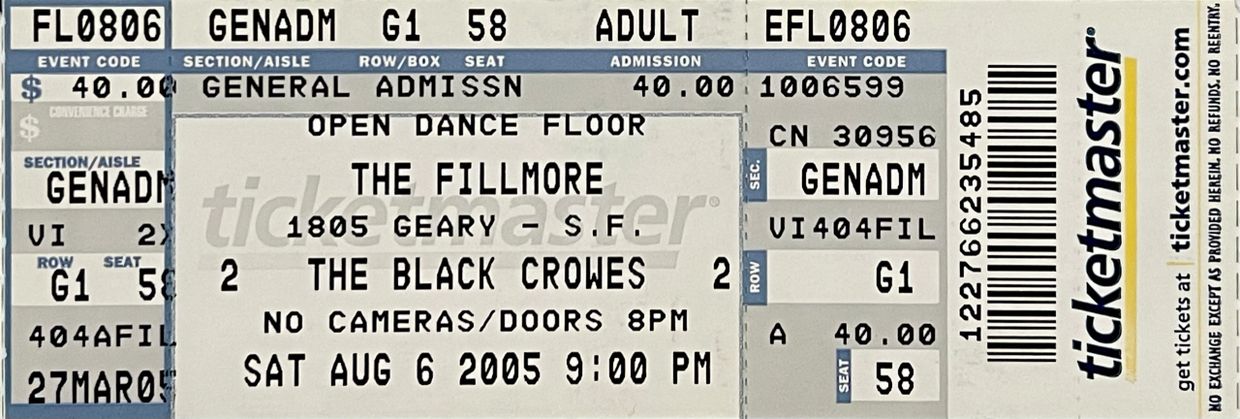 FL0806 GENADM G1 58 ADULT EFL0806
EVENT CODE SECTION/AISLE ROW/BOX SEAT ADMISSION EVENT CODE
$ 40.00 GENERAL ADMISSN 40.00 1006599
$ CONVENIENCE CHARGE
OPEN DANCE FLOOR
CN 30956
SECTION/AISLE
GENADM
THE FILLMORE
SEC. GENADM
ticketmaster®
VI 2X
1805 GEARY - S.F.
VI404FIL
ROW SEAT
G1 58
2 THE BLACK CROWES 2
ROW G1
404AFIL
NO CAMERAS/DOORS 8PM
A 40.00
27MAR05
SAT AUG 6 2005 9:00 PM
SEAT 58
122766235485
ticketmaster®
get tickets at ticketmaster.com
NO EXCHANGE EXCEPT AS PROVIDED HEREIN. NO REFUNDS. NO REENTRY.